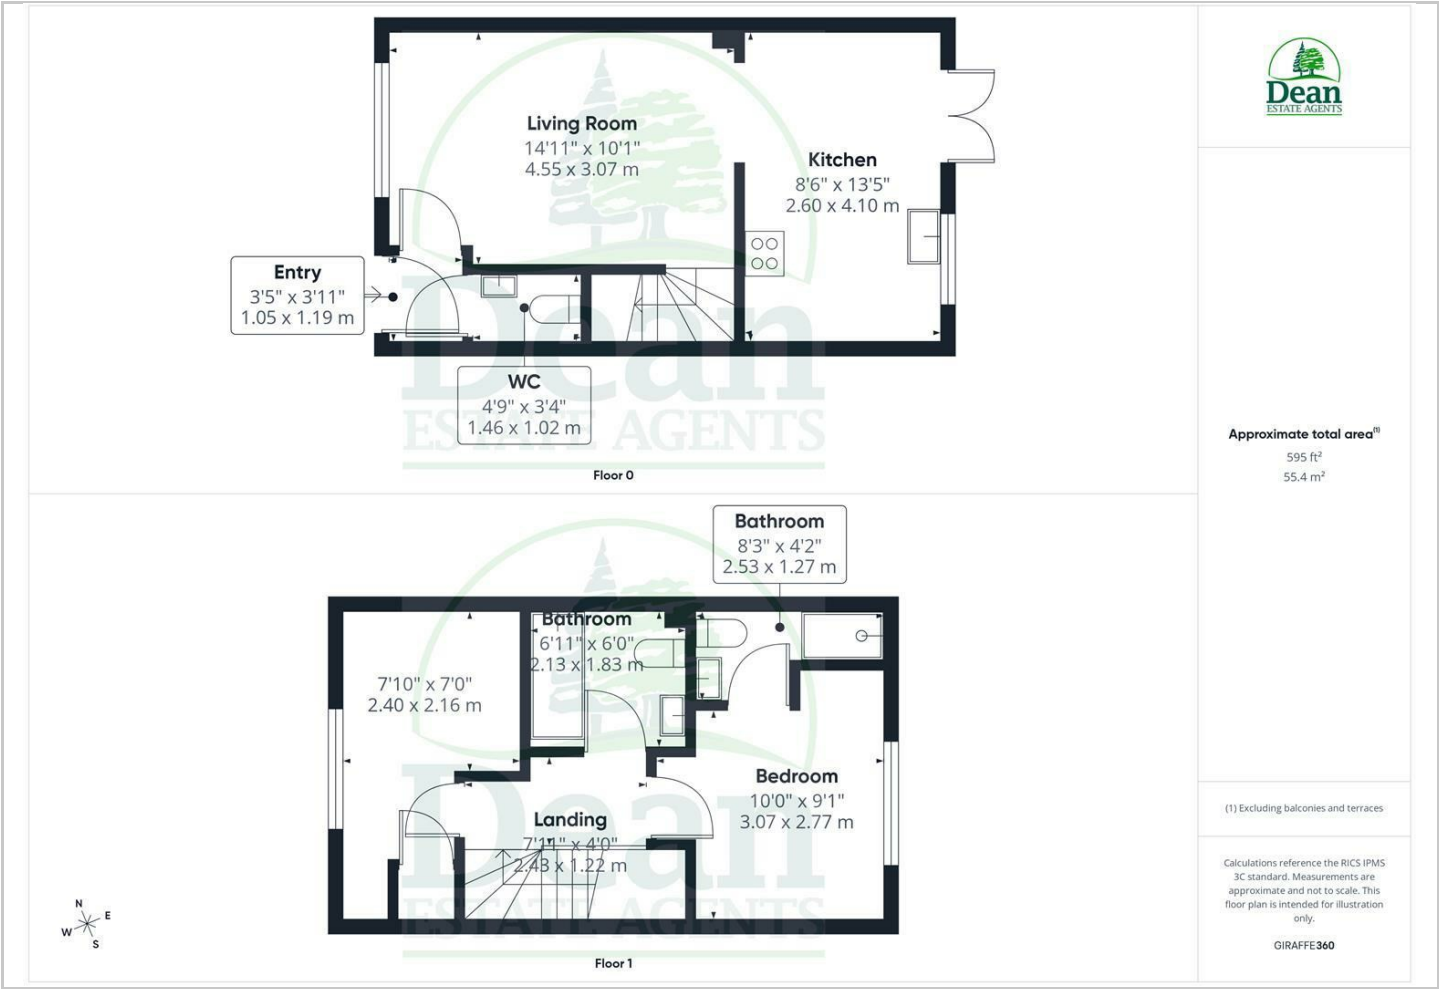 Living Room
14'11" x 10'1"
4.55 x 3.07 m
Kitchen
8'6" x 13'5"
2.60 x 4.10 m
Entry
3'5" x 3'11"
1.05 x 1.19 m
WC
4'9" x 3'4"
1.46 x 1.02 m
Dean
ESTATE AGENTS
Floor 0
Bathroom
8'3" x 4'2"
2.53 x 1.27 m
Bathroom
6'11" x 6'0"
2.13 x 1.83 m
7'10" x 7'0"
2.40 x 2.16 m
Bedroom
10'0" x 9'1"
3.07 x 2.77 m
Landing
7'11" x 4'0"
2.43 x 1.22 m
Dean
ESTATE AGENTS
Floor 1
N
E
W
S
Dean
ESTATE AGENTS
Approximate total area(1)
595 ft²
55.4 m²
(1) Excluding balconies and terraces
Calculations reference the RICS IPMS
3C standard. Measurements are
approximate and not to scale. This
floor plan is intended for illustration
only.
GIRAFFE360